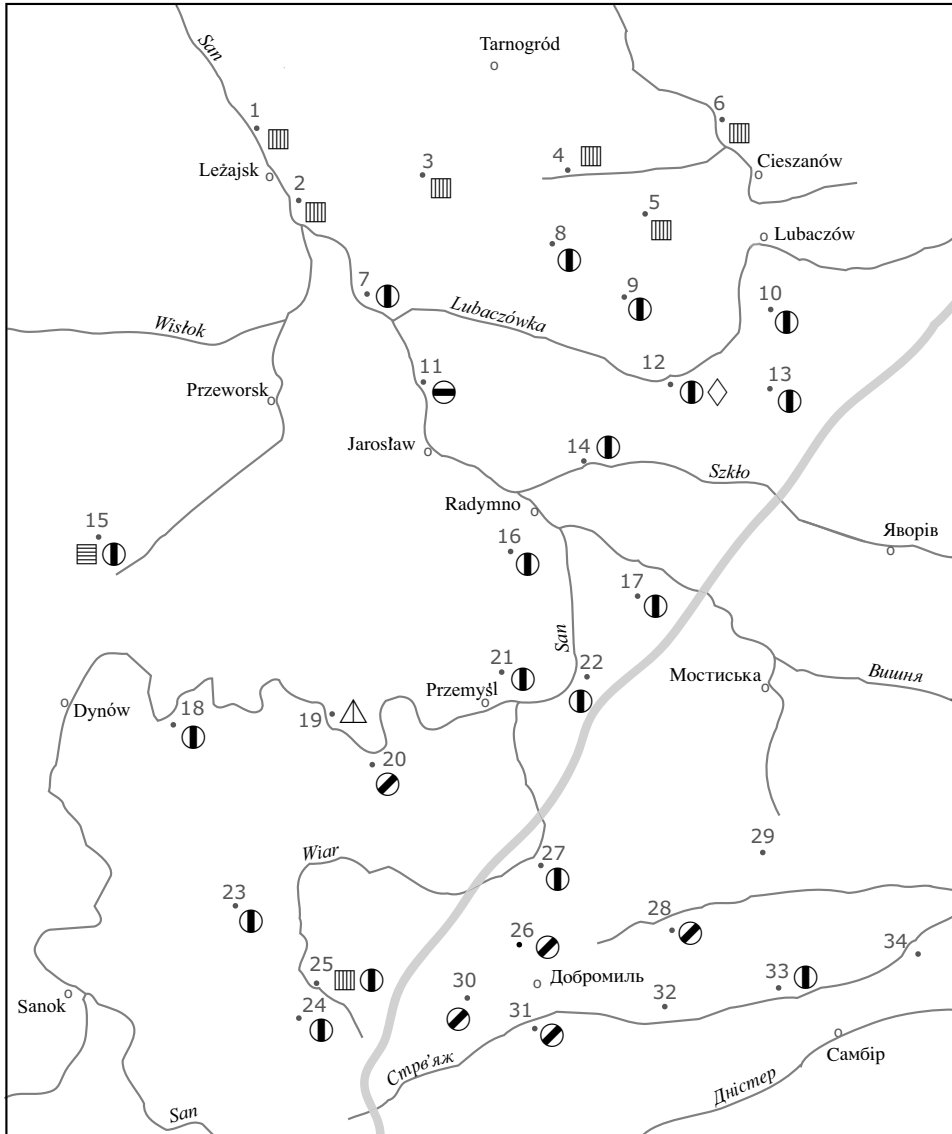 San
Tarnogród
1
6
3
4
Leżajsk
Cieszanów
2
5
8
Lubaczów
7
9
10
Lubaczówka
Wisłok
11
12
13
Przeworsk
Jarosław
14
Szkło
Radymno
15
16
Яворів
17
San
21
22
Przemyśl
Мостиська
Вишня
Dynów
18
19
20
Wiar
27
29
23
26
28
34
25
30
Добромиль
33
Sanok
24
31
32
Самбір
Стрв’яж
Дністер
San